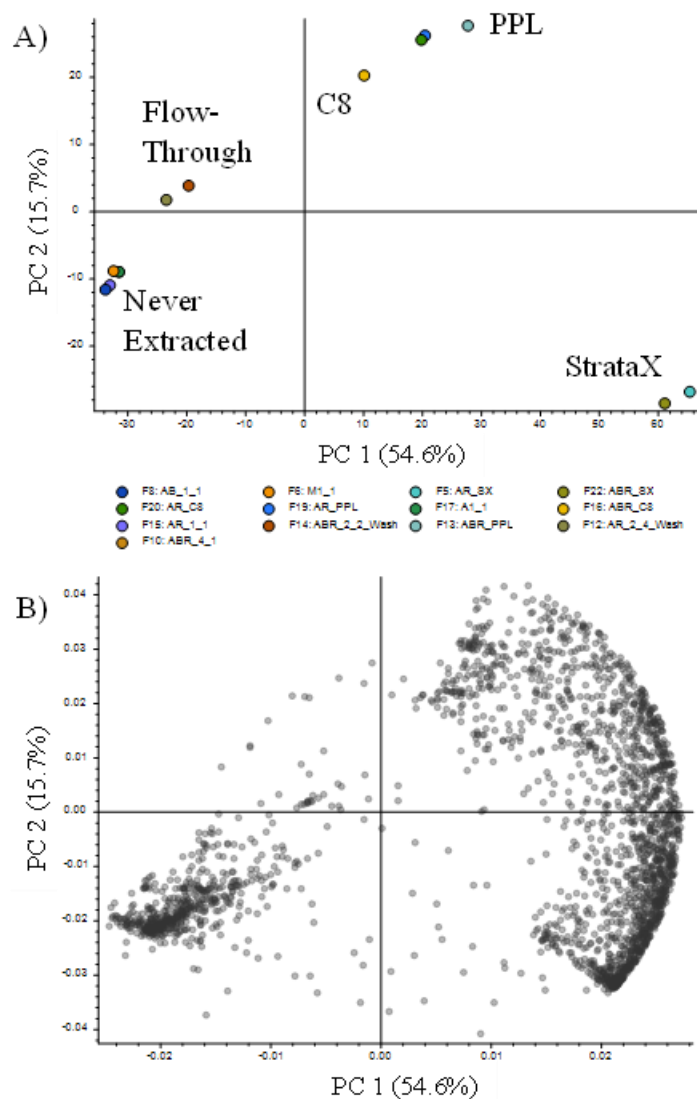 A)
PPL
C8
Flow-
Through
Never
Extracted
StrataX
PC 2 (15.7%)
20
0
-10
-20
-30 -20 -10 0 10 20 30 40 50 60
PC 1 (54.6%)
F8: AB_1_1 F6: M1_1 F5: AR_SX F22: ABR_SX
F20: AR_C8 F19: AR_PPL F17: A1_1 F16: ABR_C8
F15: AR_1_1 F14: ABR_2_2_Wash F13: ABR_PPL F12: AR_2_4_Wash
F10: ABR_4_1
B)
PC 2 (15.7%)
0.04
0.03
0.02
0.01
0.00
-0.01
-0.02
-0.03
-0.04
-0.02 -0.01 0.00 0.01 0.02
PC 1 (54.6%)